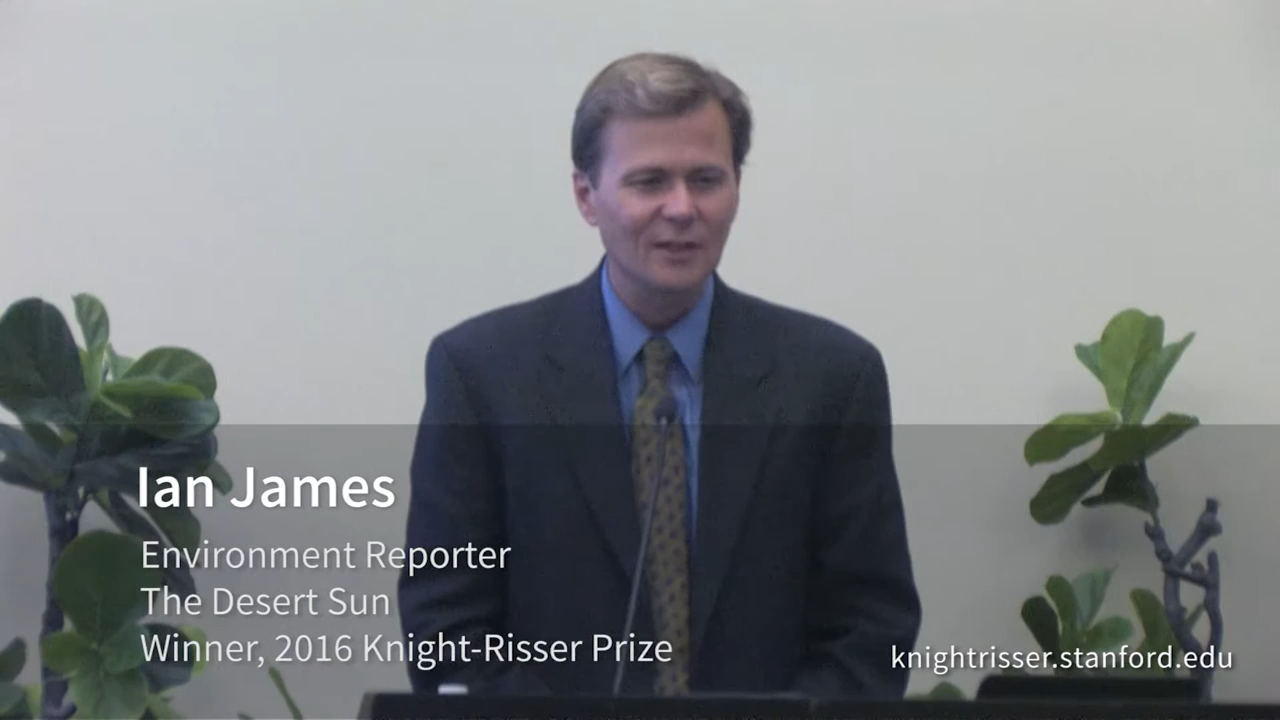 Ian James
Environment Reporter
The Desert Sun
Winner, 2016 Knight-Risser Prize
knightrisser.stanford.edu